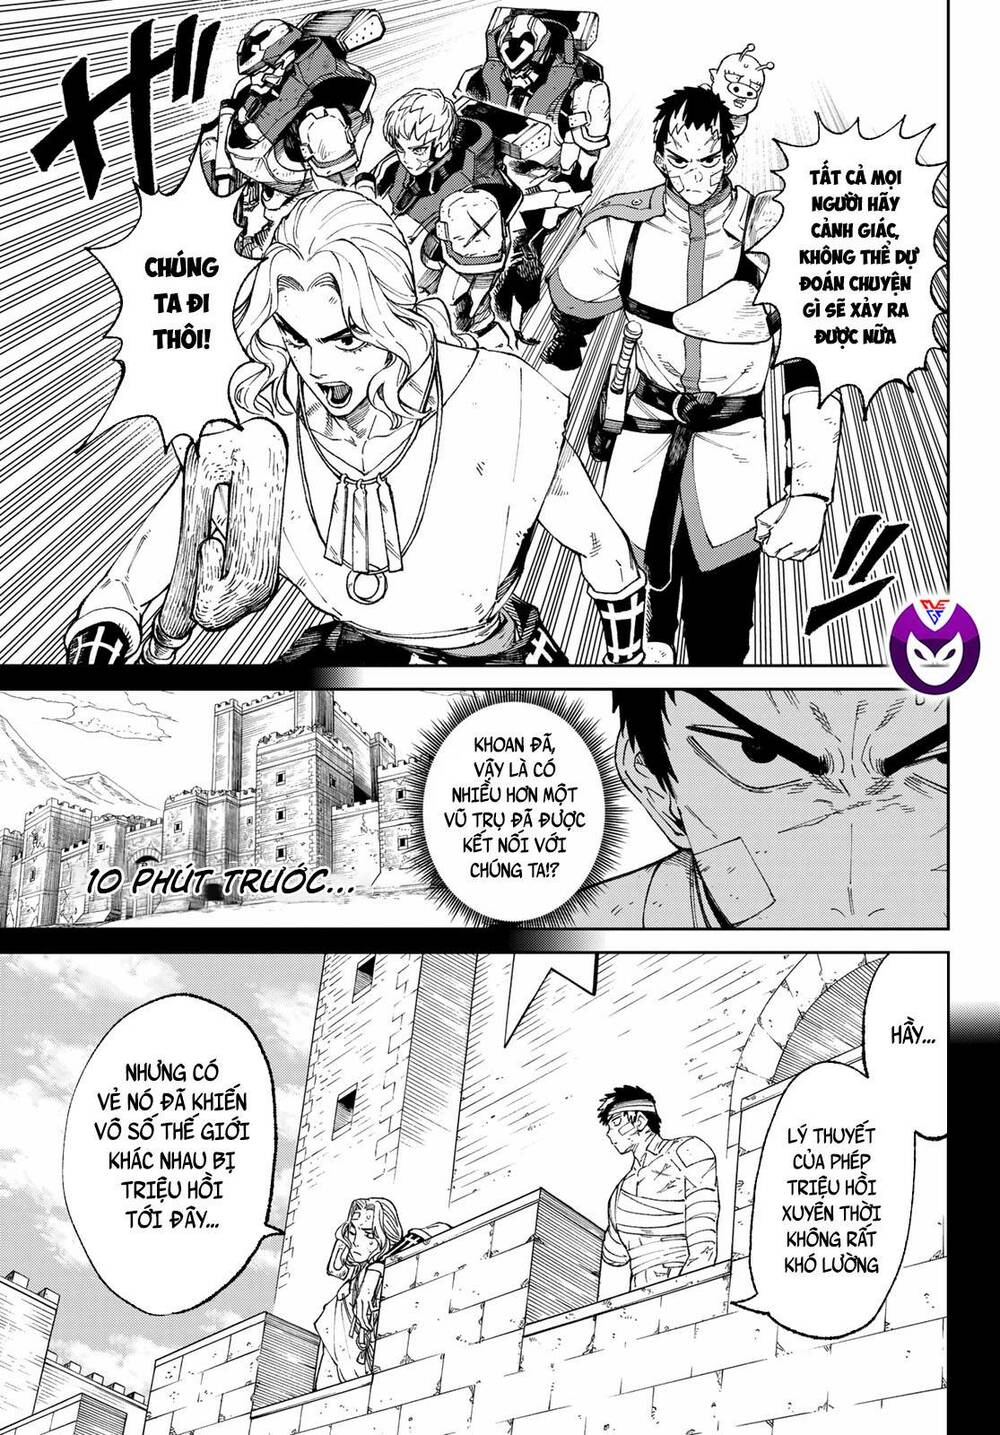 TẤT CẢ MỌI
NGƯỜI HÃY
CẢNH GIÁC,
KHÔNG THỂ DỰ
ĐOÁN CHUYỆN
GÌ SẼ XẢY RA
ĐƯỢC NỮA
CHÚNG
TA ĐI
THÔI!
KHOAN ĐÃ,
VẬY LÀ CÓ
NHIỀU HƠN MỘT
VŨ TRỤ ĐÃ ĐƯỢC
KẾT NỐI VỚI
CHÚNG TA!?
10 PHÚT TRƯỚC...
HẦY...
LÝ THUYẾT
CỦA PHÉP
TRIỆU HỒI
XUYÊN THỜI
KHÔNG RẤT
KHÓ LƯỜNG
NHƯNG CÓ
VẺ NÓ ĐÃ KHIẾN
VÔ SỐ THẾ GIỚI
KHÁC NHAU BỊ
TRIỆU HỒI
TỚI ĐÂY...